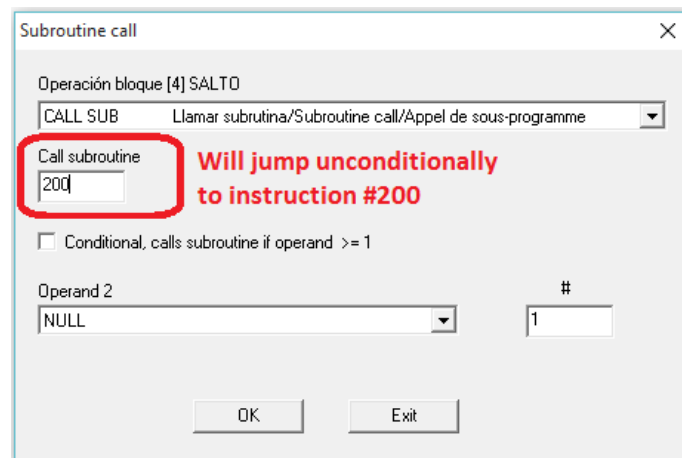 Subroutine call
Operación bloque [4] SALTO
CALL SUB Llamar subrutina/Subroutine call/Appel de sous-programme
Call subroutine
200
Will jump unconditionally
to instruction #200
Conditional, calls subroutine if operand >= 1
Operand 2 #
NULL 1
OK Exit